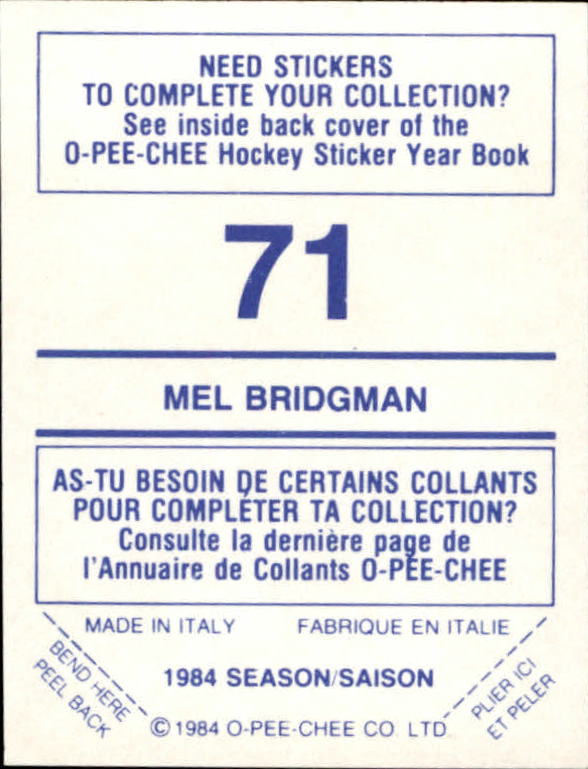 NEED STICKERS
TO COMPLETE YOUR COLLECTION?
See inside back cover of the
O-PEE-CHEE Hockey Sticker Year Book
71
MEL BRIDGMAN
AS-TU BESOIN DE CERTAINS COLLANTS
POUR COMPLÉTER TA COLLECTION?
Consulte la dernière page de
l'Annuaire de Collants O-PEE-CHEE
MADE IN ITALY FABRIQUE EN ITALIE
BEND HERE
PEEL BACK
1984 SEASON/SAISON
PLIER ICI
ET PELER
© 1984 O-PEE-CHEE CO. LTD.